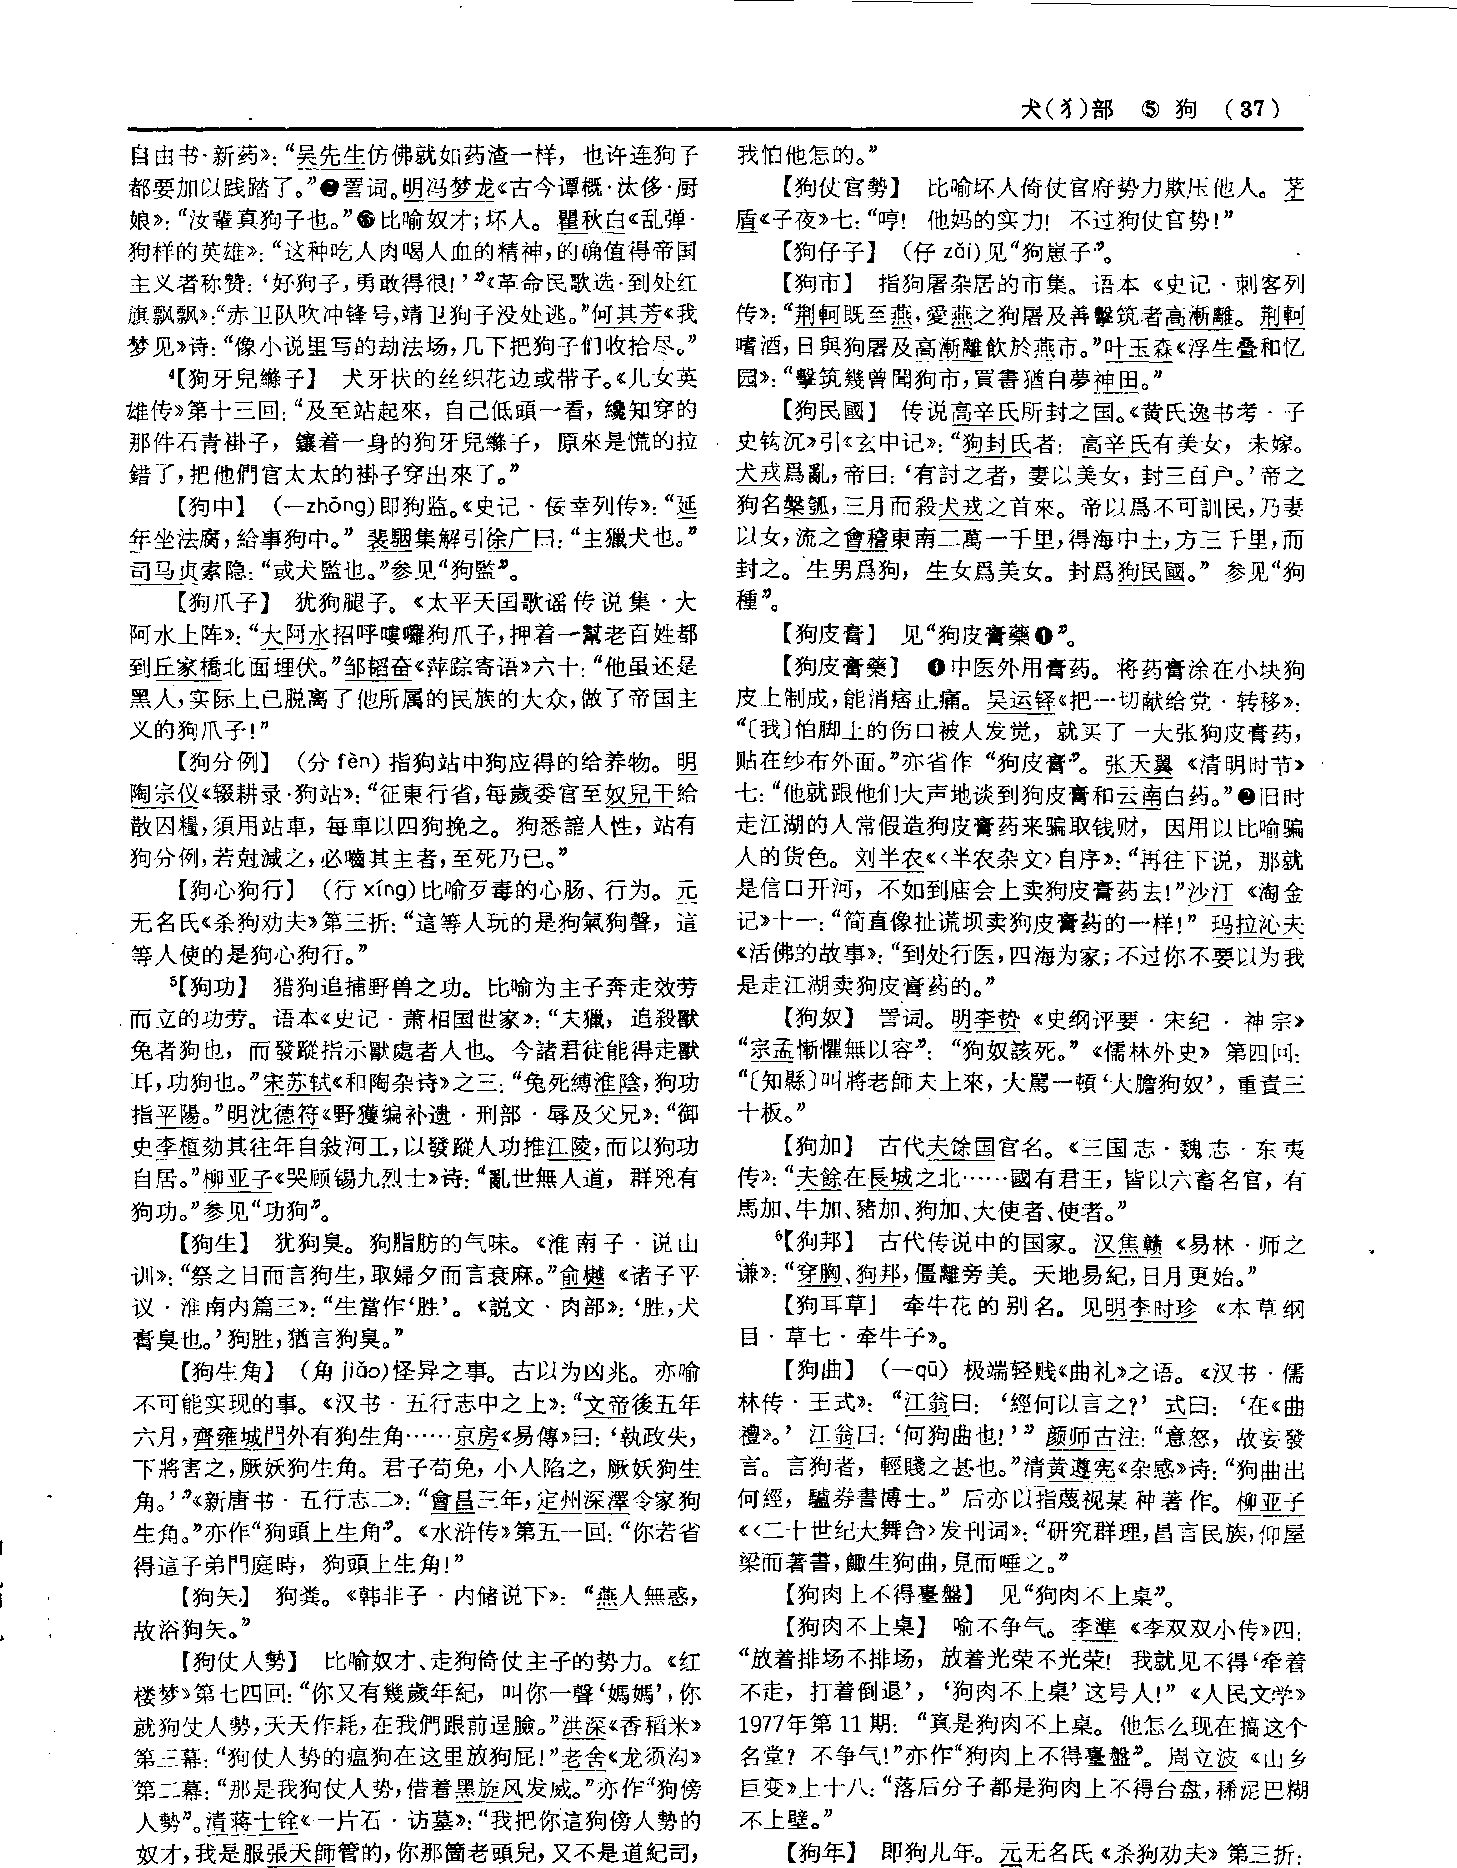 犬(犭)部 ⑤ 狗 (37)
自由书·新药》：“吴先生仿佛就如药渣一样，也许连狗子
都要加以践踏了。”❷詈词。明冯梦龙《古今谭概·汰侈·厨
娘》：“汝輩真狗子也。”❸比喻奴才；坏人。瞿秋白《乱弹·
狗样的英雄》：“这种吃人肉喝人血的精神，的确值得帝国
主义者称赞：‘好狗子，勇敢得很！’”《革命民歌选·到处红
旗飘飘》：“赤卫队吹冲锋号，靖卫狗子没处逃。”何其芳《我
梦见》诗：“像小说里写的劫法场，几下把狗子们收拾尽。”
4【狗牙兒縧子】 犬牙状的丝织花边或带子。《儿女英
雄传》第十三回：“及至站起來，自己低頭一看，纔知穿的
那件石青褂子，鑲着一身的狗牙兒縧子，原來是慌的拉
錯了，把他們官太太的褂子穿出來了。”
【狗中】 (—zhōng)即狗监。《史记·佞幸列传》：“延
年坐法腐，給事狗中。”裴駰集解引徐广曰：“主獵犬也。”
司马贞索隐：“或犬監也。”参见“狗監”。
【狗爪子】 犹狗腿子。《太平天国歌谣传说集·大
阿水上阵》：“大阿水招呼嘍囉狗爪子，押着一幫老百姓都
到丘家橋北面埋伏。”邹韬奋《萍踪寄语》六十：“他虽还是
黑人，实际上已脱离了他所属的民族的大众，做了帝国主
义的狗爪子！”
【狗分例】 (分 fèn) 指狗站中狗应得的给养物。明
陶宗仪《辍耕录·狗站》：“征東行省，每歲委官至奴兒干给
散囚糧，須用站車，每車以四狗挽之。狗悉諳人性，站有
狗分例，若尅減之，必嚙其主者，至死乃已。”
【狗心狗行】 (行 xíng)比喻歹毒的心肠、行为。元
无名氏《杀狗劝夫》第三折：“這等人玩的是狗氣狗聲，這
等人使的是狗心狗行。”
5【狗功】 猎狗追捕野兽之功。比喻为主子奔走效劳
而立的功劳。语本《史记·萧相国世家》：“夫獵，追殺獸
兔者狗也，而發蹤指示獸處者人也。今諸君徒能得走獸
耳，功狗也。”宋苏轼《和陶杂诗》之三：“兔死縛淮陰，狗功
指平陽。”明沈德符《野獲编补遗·刑部·辱及父兄》：“御
史李植劾其往年自敍河工，以發蹤人功推江陵，而以狗功
自居。”柳亚子《哭顾锡九烈士》诗：“亂世無人道，群兇有
狗功。”参见“功狗”。
【狗生】 犹狗臭。狗脂肪的气味。《淮南子·说山
训》：“祭之日而言狗生，取婦夕而言衰麻。”俞樾《诸子平
议·淮南内篇三》：“生當作‘胜’。《説文·肉部》：‘胜，犬
膏臭也。’狗胜，猶言狗臭。”
【狗生角】 (角 jiǎo)怪异之事。古以为凶兆。亦喻
不可能实现的事。《汉书·五行志中之上》：“文帝後五年
六月，齊雍城門外有狗生角……京房《易傳》曰：‘執政失，
下將害之，厥妖狗生角。君子苟免，小人陷之，厥妖狗生
角。’”《新唐书·五行志二》：“會昌三年，定州深澤令家狗
生角。”亦作“狗頭上生角”。《水浒传》第五一回：“你若省
得這子弟門庭時，狗頭上生角！”
【狗矢】 狗粪。《韩非子·内储说下》：“燕人無惑，
故浴狗矢。”
【狗仗人勢】 比喻奴才、走狗倚仗主子的势力。《红
楼梦》第七四回：“你又有幾歲年紀，叫你一聲‘媽媽’，你
就狗仗人勢，天天作耗，在我們跟前逞臉。”洪深《香稻米》
第三幕：“狗仗人势的瘟狗在这里放狗屁！”老舍《龙须沟》
第二幕：“那是我狗仗人势，借着黑旋风发威。”亦作“狗傍
人勢”。清蒋士铨《一片石·访墓》：“我把你這狗傍人勢的
奴才，我是服張天師管的，你那箇老頭兒，又不是道紀司，
我怕他怎的。”
【狗仗官勢】 比喻坏人倚仗官府势力欺压他人。茅
盾《子夜》七：“哼！他妈的实力！不过狗仗官势！”
【狗仔子】 (仔 zǎi)见“狗崽子”。
【狗市】 指狗屠杂居的市集。语本《史记·刺客列
传》：“荆軻既至燕，愛燕之狗屠及善擊筑者高漸離。荆軻
嗜酒，日與狗屠及高漸離飲於燕市。”叶玉森《浮生叠和忆
园》：“擊筑幾曾聞狗市，買書猶自夢神田。”
【狗民國】 传说高辛氏所封之国。《黄氏逸书考·子
史钩沉》引《玄中记》：“狗封氏者：高辛氏有美女，未嫁。
犬戎爲亂，帝曰：‘有討之者，妻以美女，封三百户。’帝之
狗名槃瓠，三月而殺犬戎之首來。帝以爲不可訓民，乃妻
以女，流之會稽東南二萬一千里，得海中土，方三千里，而
封之。生男爲狗，生女爲美女。封爲狗民國。”参见“狗
種”。
【狗皮膏】 见“狗皮膏藥❶”。
【狗皮膏藥】 ❶中医外用膏药。将药膏涂在小块狗
皮上制成，能消痞止痛。吴运铎《把一切献给党·转移》：
“〔我〕怕脚上的伤口被人发觉，就买了一大张狗皮膏药，
贴在纱布外面。”亦省作“狗皮膏”。张天翼《清明时节》
七：“他就跟他们大声地谈到狗皮膏和云南白药。”❷旧时
走江湖的人常假造狗皮膏药来骗取钱财，因用以比喻骗
人的货色。刘半农《〈半农杂文〉自序》：“再往下说，那就
是信口开河，不如到庙会上卖狗皮膏药去！”沙汀《淘金
记》十一：“简直像扯谎坝卖狗皮膏药的一样！”玛拉沁夫
《活佛的故事》：“到处行医，四海为家；不过你不要以为我
是走江湖卖狗皮膏药的。”
【狗奴】 詈词。明李贽《史纲评要·宋纪·神宗》
“宗孟慚懼無以容”：“狗奴該死。”《儒林外史》第四回：
“〔知縣〕叫將老師夫上來，大罵一頓‘大膽狗奴’，重責三
十板。”
【狗加】 古代夫馀国官名。《三国志·魏志·东夷
传》：“夫餘在長城之北……國有君王，皆以六畜名官，有
馬加、牛加、豬加、狗加、大使者、使者。”
6【狗邦】 古代传说中的国家。汉焦赣《易林·师之
谦》：“穿胸、狗邦，僵離旁美。天地易紀，日月更始。”
【狗耳草】 牵牛花的别名。见明李时珍《本草纲
目·草七·牵牛子》。
【狗曲】 (—qū) 极端轻贱《曲礼》之语。《汉书·儒
林传·王式》：“江翁曰：‘經何以言之？’式曰：‘在《曲
禮》。’江翁曰：‘何狗曲也！’”颜师古注：“意怒，故妄發
言。言狗者，輕賤之甚也。”清黄遵宪《杂感》诗：“狗曲出
何經，驢券書博士。”后亦以指蔑视某种著作。柳亚子
《〈二十世纪大舞台〉发刊词》：“研究群理，昌言民族，仰屋
梁而著書，鯫生狗曲，見而唾之。”
【狗肉上不得臺盤】 见“狗肉不上桌”。
【狗肉不上桌】 喻不争气。李準《李双双小传》四：
“放着排场不排场，放着光荣不光荣！我就见不得‘牵着
不走，打着倒退’，‘狗肉不上桌’这号人！”《人民文学》
1977年第11期：“真是狗肉不上桌。他怎么现在搞这个
名堂？不争气！”亦作“狗肉上不得臺盤”。周立波《山乡
巨变》上十八：“落后分子都是狗肉上不得台盘，稀泥巴糊
不上壁。”
【狗年】 即狗儿年。元无名氏《杀狗劝夫》第三折：